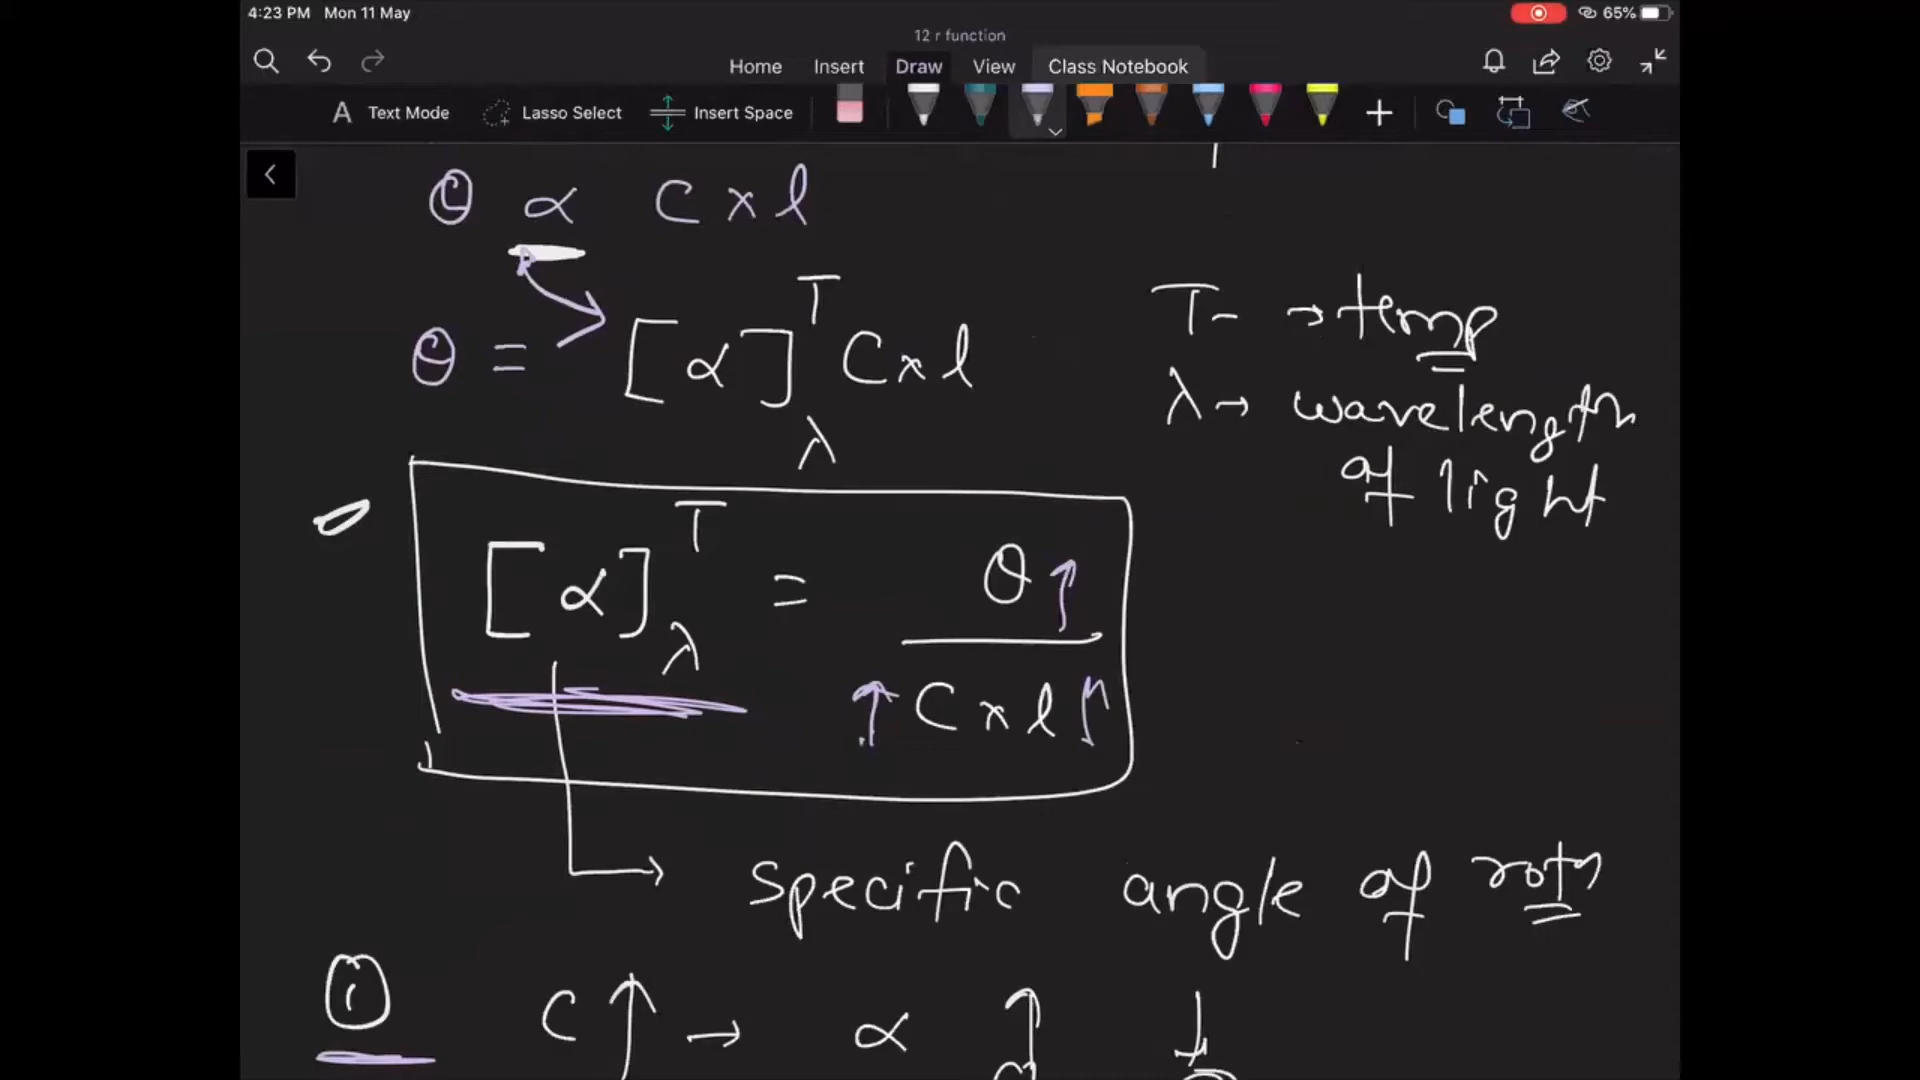 4:23 PM Mon 11 May 65%
12 r function
Home Insert Draw View Class Notebook
A Text Mode Lasso Select Insert Space
θ α C x l
θ = [α]^T_λ C x l
T- → temp
λ → wavelength
of light
[α]^T_λ = θ↑ / ↑ C x l ↑
→ specific angle of rotn
(i) C ↑ → α ↑